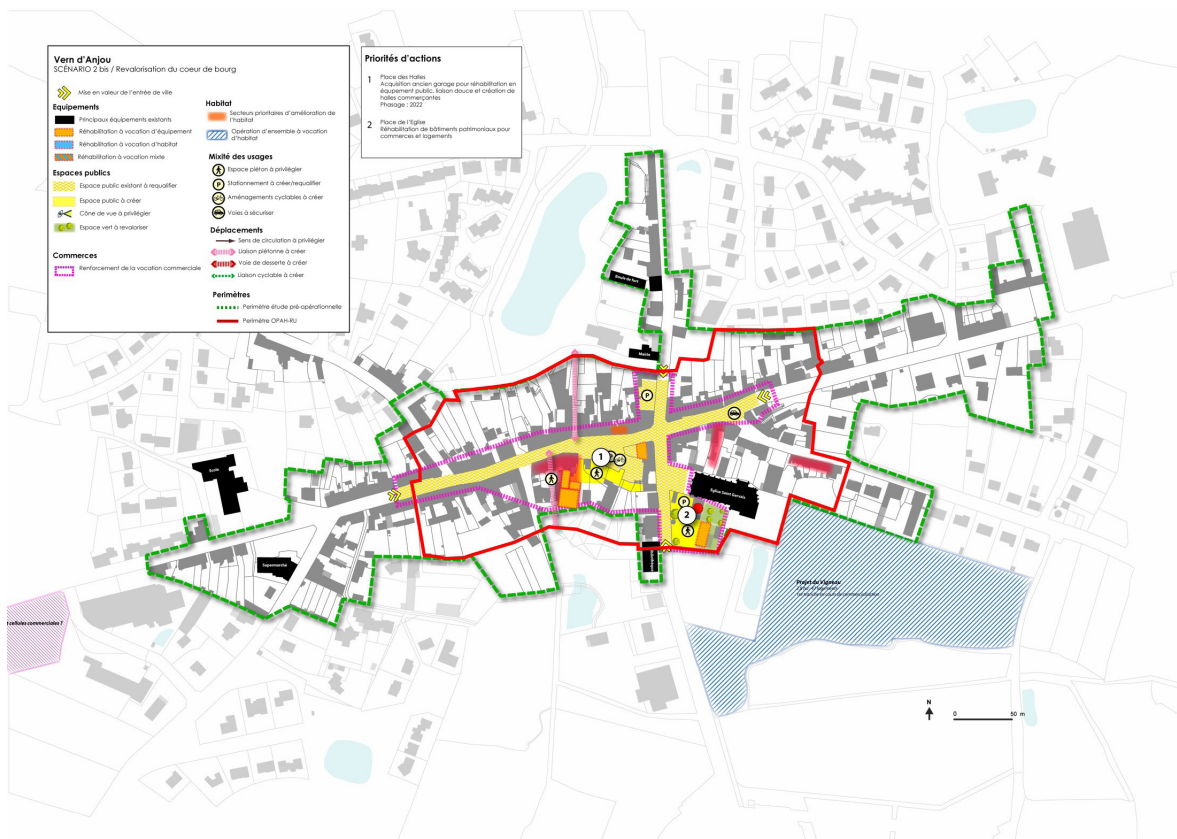 Vern d'Anjou
SCÉNARIO 2 bis / Revalorisation du coeur de bourg
Mise en valeur de l'entrée de ville
Equipements
Principaux équipements existants
Réhabilitation à vocation d'équipement
Réhabilitation à vocation d'habitat
Réhabilitation à vocation mixte
Espaces publics
Espace public existant à requalifier
Espace public à créer
Cône de vue à privilégier
Espace vert à revaloriser
Commerces
Renforcement de la vocation commerciale
Habitat
Secteurs prioritaires d'amélioration de
l'habitat
Opération d'ensemble à vocation
d'habitat
Mixité des usages
Espace piéton à privilégier
P Stationnement à créer/requalifier
Aménagements cyclables à créer
Voies à sécuriser
Déplacements
Sens de circulation à privilégier
Liaison piétonne à créer
Voie de desserte à créer
Liaison cyclable à créer
Perimètres
Perimètre étude pré-opérationnelle
Perimètre OPAH-RU
Priorités d'actions
1 Place des Halles
Acquisition ancien garage pour réhabilitation en
équipement public, liaison douce et création de
halles commerçantes
Phasage : 2022
2 Place de l'Eglise
Réhabilitation de bâtiments patrimoniaux pour
commerces et logements
Mairie
P
1
Ecole
Eglise Saint Gervais
P
2
Supermarché
Projet du Vigneau
t cellules commerciales ?
N
0 50 m